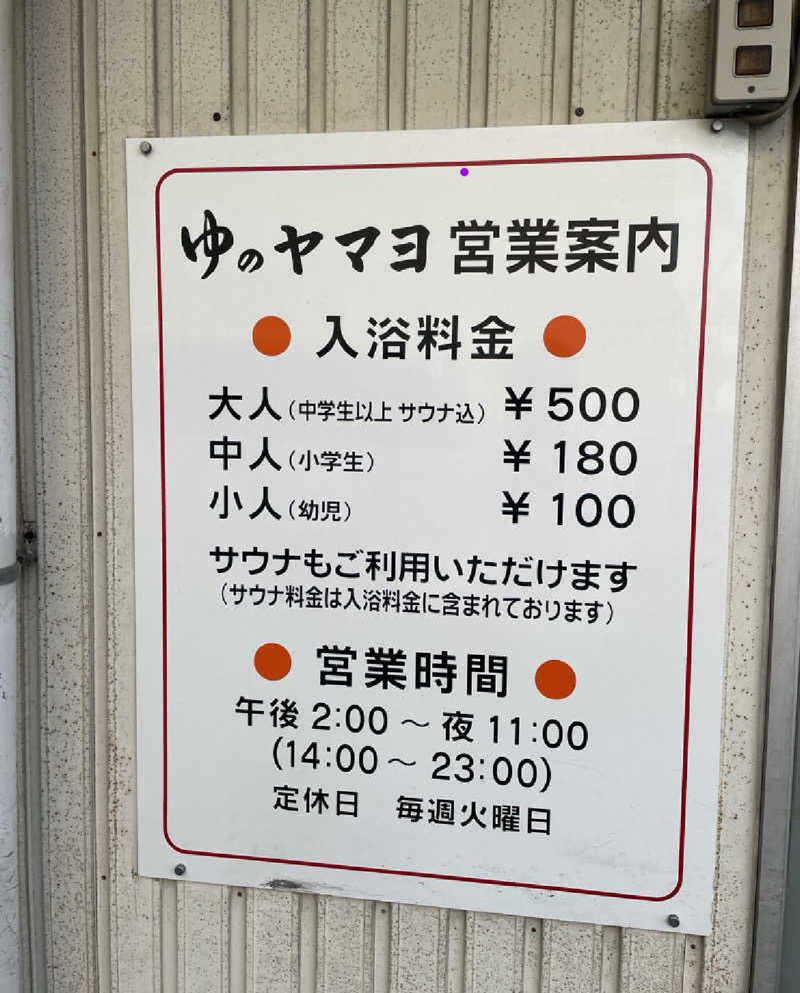 ゆのヤマヨ 営業案内
● 入浴料金 ●
大人（中学生以上 サウナ込） ￥500
中人（小学生） ￥180
小人（幼児） ￥100
サウナもご利用いただけます
（サウナ料金は入浴料金に含まれております）
● 営業時間 ●
午後 2:00 ～ 夜 11:00
(14:00 ～ 23:00)
定休日　毎週火曜日